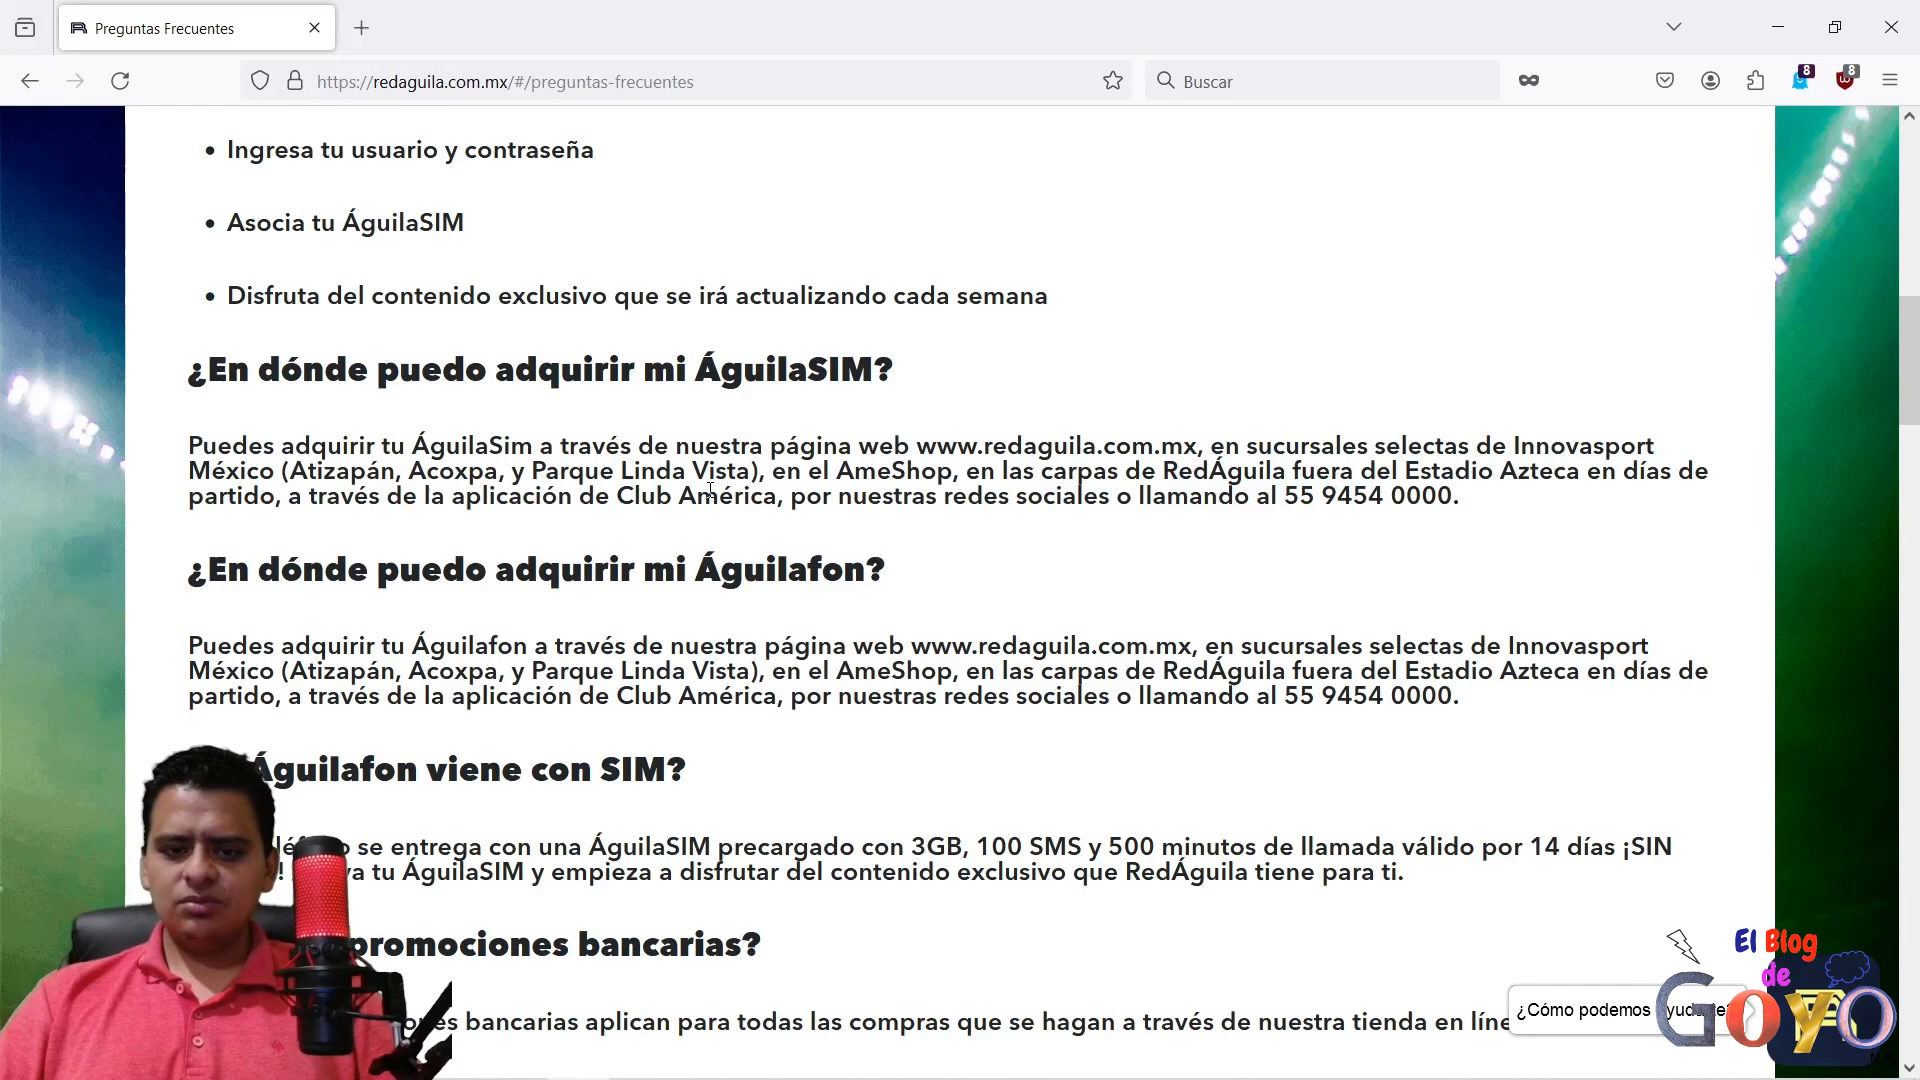 Preguntas Frecuentes
https://redaguila.com.mx/#/preguntas-frecuentes
Buscar
8
8
• Ingresa tu usuario y contraseña
• Asocia tu ÁguilaSIM
• Disfruta del contenido exclusivo que se irá actualizando cada semana
¿En dónde puedo adquirir mi ÁguilaSIM?
Puedes adquirir tu ÁguilaSim a través de nuestra página web www.redaguila.com.mx, en sucursales selectas de Innovasport
México (Atizapán, Acoxpa, y Parque Linda Vista), en el AmeShop, en las carpas de RedÁguila fuera del Estadio Azteca en días de
partido, a través de la aplicación de Club América, por nuestras redes sociales o llamando al 55 9454 0000.
¿En dónde puedo adquirir mi Águilafon?
Puedes adquirir tu Águilafon a través de nuestra página web www.redaguila.com.mx, en sucursales selectas de Innovasport
México (Atizapán, Acoxpa, y Parque Linda Vista), en el AmeShop, en las carpas de RedÁguila fuera del Estadio Azteca en días de
partido, a través de la aplicación de Club América, por nuestras redes sociales o llamando al 55 9454 0000.
Águilafon viene con SIM?
se entrega con una ÁguilaSIM precargado con 3GB, 100 SMS y 500 minutos de llamada válido por 14 días ¡SIN
tu ÁguilaSIM y empieza a disfrutar del contenido exclusivo que RedÁguila tiene para ti.
promociones bancarias?
bancarias aplican para todas las compras que se hagan a través de nuestra tienda en
¿Cómo podemos
El Blog
de
GOYO